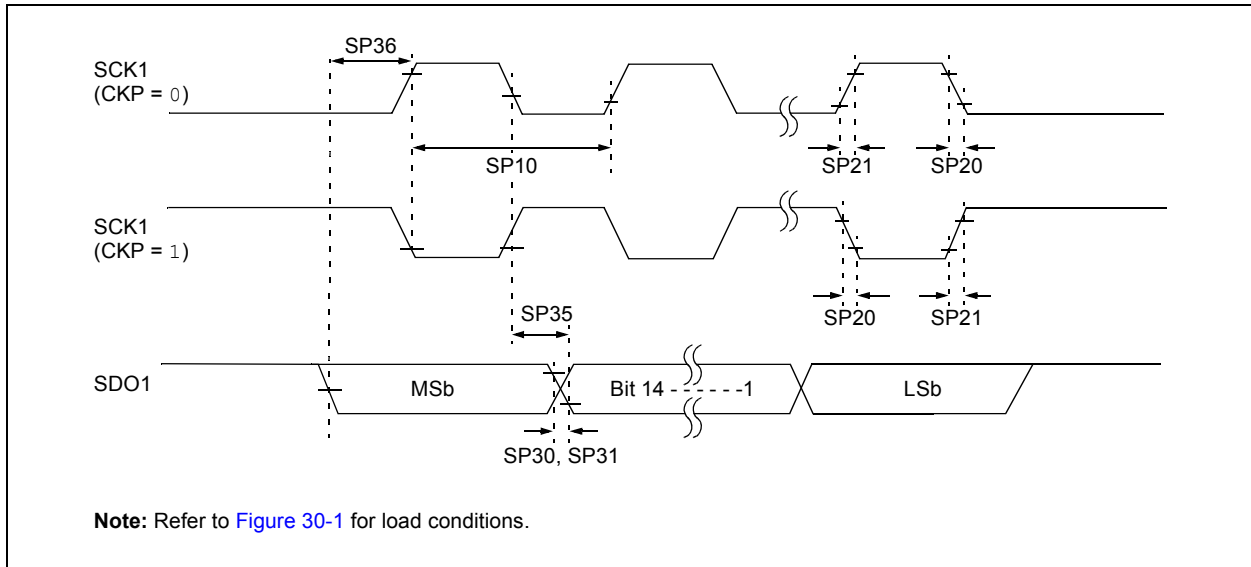 SP36
SCK1
(CKP = 0)
SP10
SP21
SP20
SCK1
(CKP = 1)
SP35
SP20
SP21
SDO1
MSb
Bit 14 - - - - - - -1
LSb
SP30, SP31
Note: Refer to Figure 30-1 for load conditions.